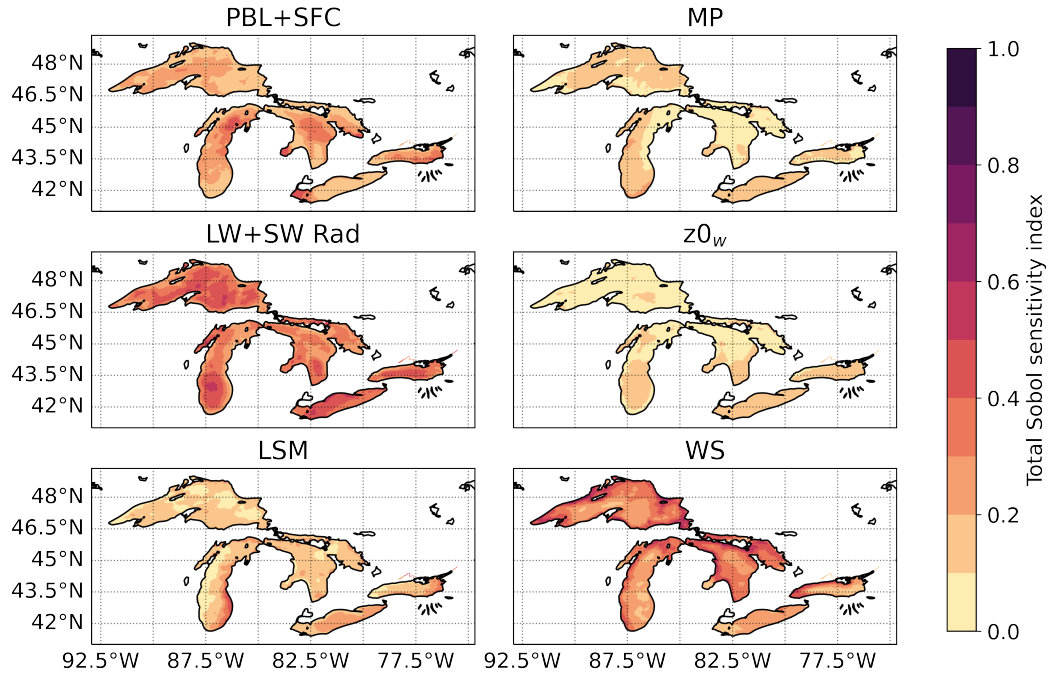 PBL+SFC
MP
48°N
46.5°N
45°N
43.5°N
42°N
LW+SW Rad
z0w
48°N
46.5°N
45°N
43.5°N
42°N
LSM
WS
48°N
46.5°N
45°N
43.5°N
42°N
92.5°W 87.5°W 82.5°W 77.5°W 92.5°W 87.5°W 82.5°W 77.5°W
1.0
0.8
0.6
0.4
0.2
0.0
Total Sobol sensitivity index